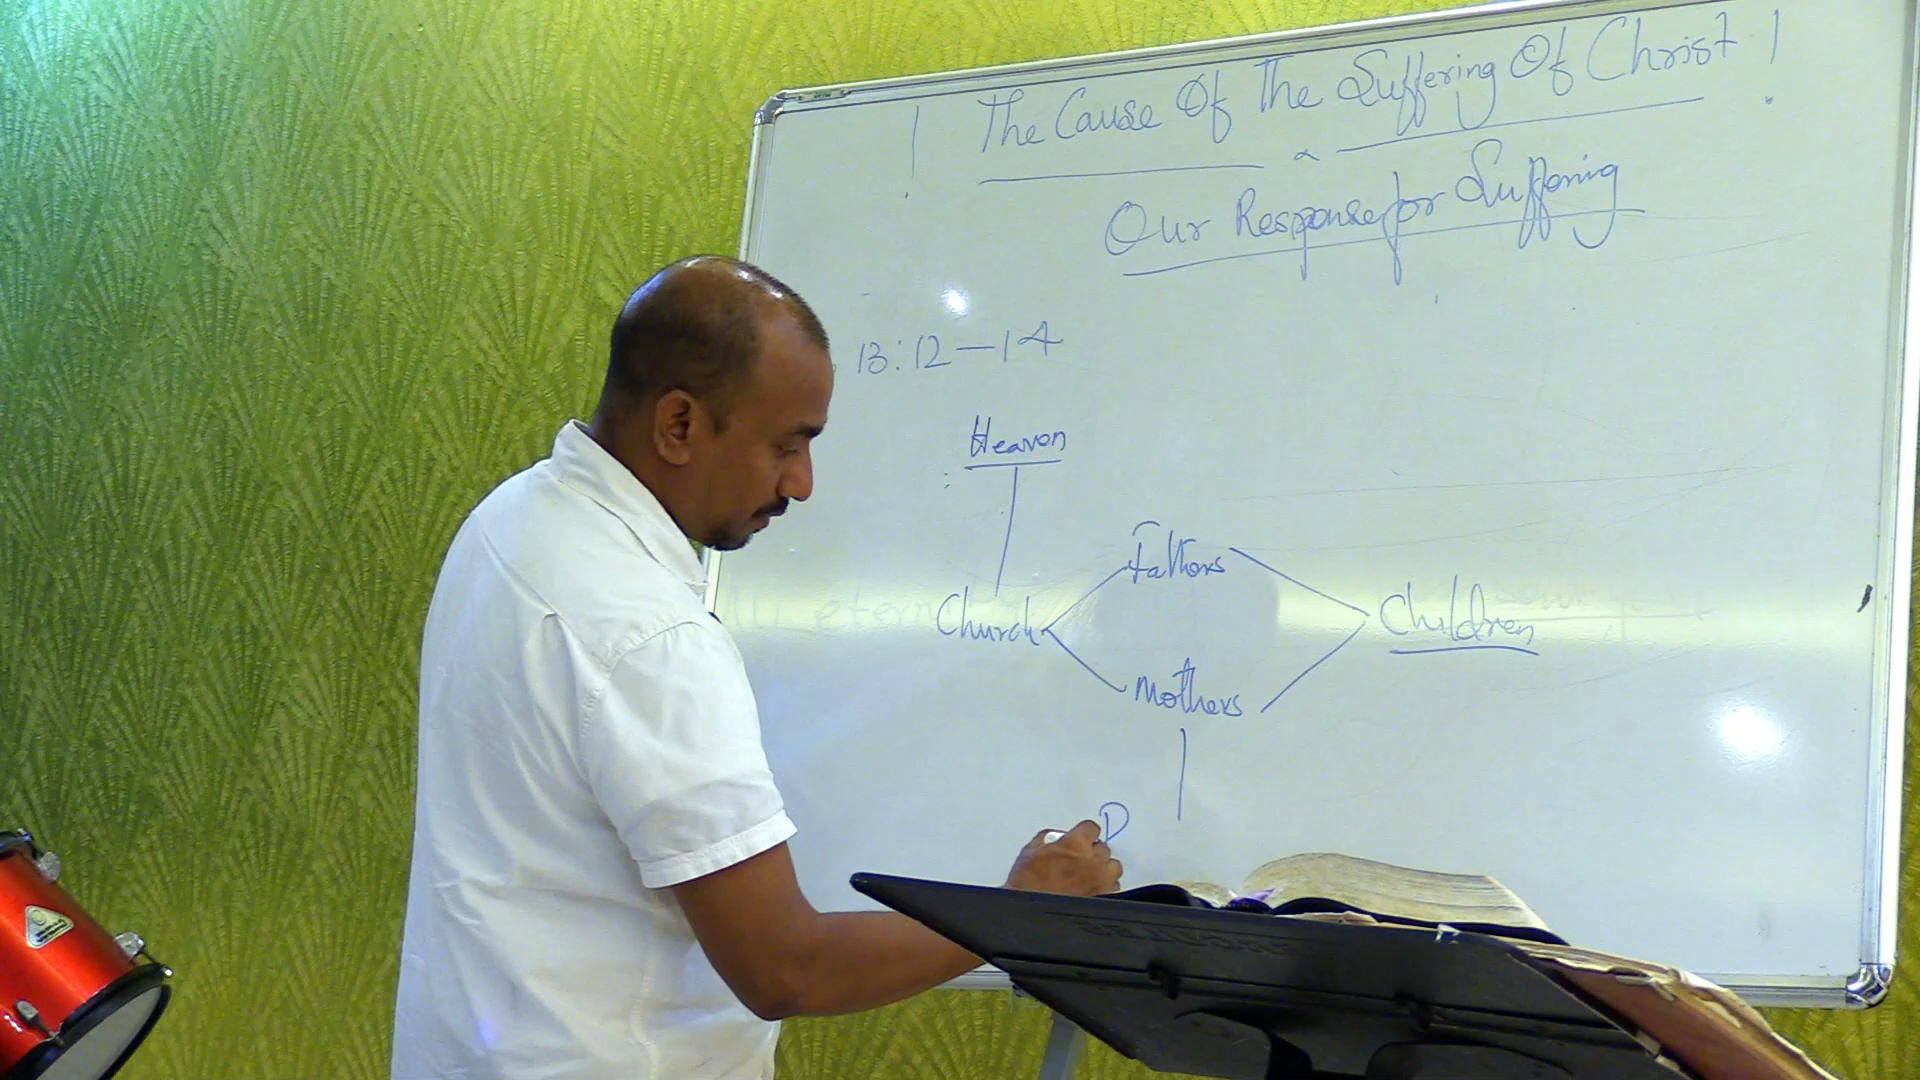 ! The Cause Of The Suffering Of Christ !
&
Our Response for Suffering
13:12-14
Heaven
Fathers
Church
Children
Mothers
D